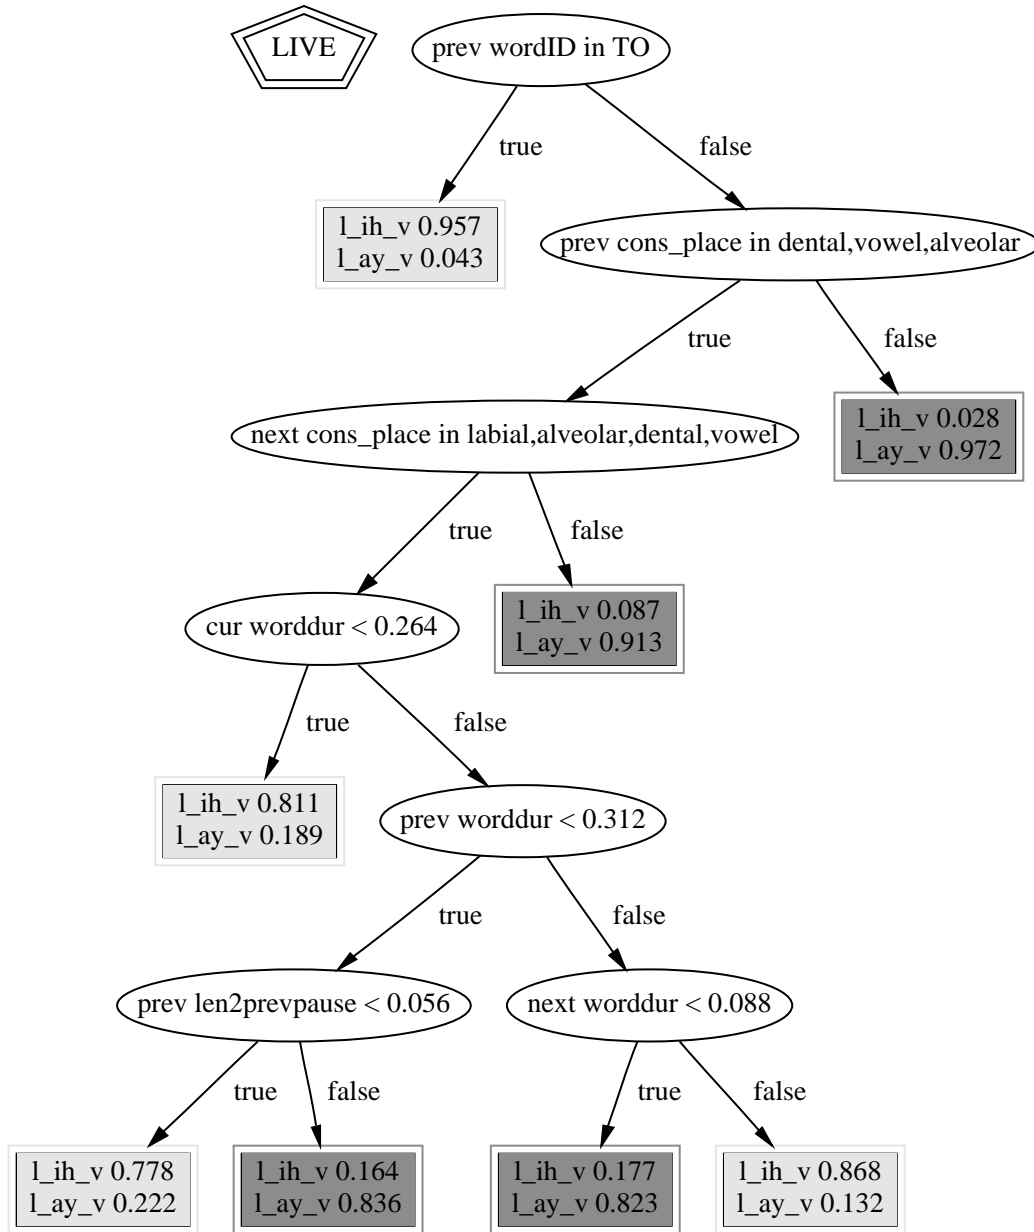 LIVE
prev wordID in TO
true
false
l_ih_v 0.957
l_ay_v 0.043
prev cons_place in dental,vowel,alveolar
true
false
next cons_place in labial,alveolar,dental,vowel
l_ih_v 0.028
l_ay_v 0.972
true
false
cur worddur < 0.264
l_ih_v 0.087
l_ay_v 0.913
true
false
l_ih_v 0.811
l_ay_v 0.189
prev worddur < 0.312
true
false
prev len2prevpause < 0.056
next worddur < 0.088
true
false
true
false
l_ih_v 0.778
l_ay_v 0.222
l_ih_v 0.164
l_ay_v 0.836
l_ih_v 0.177
l_ay_v 0.823
l_ih_v 0.868
l_ay_v 0.132